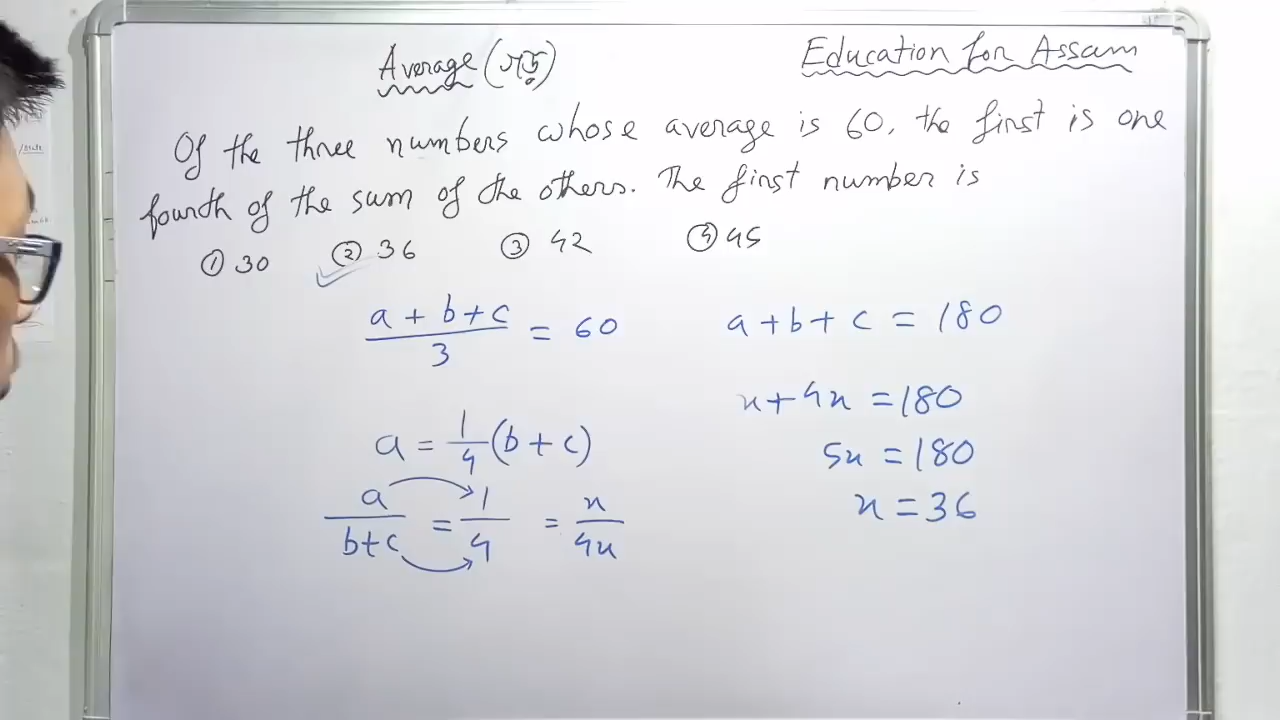 Average (গড়)
Education for Assam
Of the three numbers whose average is 60, the first is one
fourth of the sum of the others. The first number is
① 30 ② 36 ③ 42 ④ 45
a + b + c / 3 = 60
a + b + c = 180
a = 1/4 (b + c)
a / b+c = 1/4 = x/4x
x + 4x = 180
5x = 180
x = 36